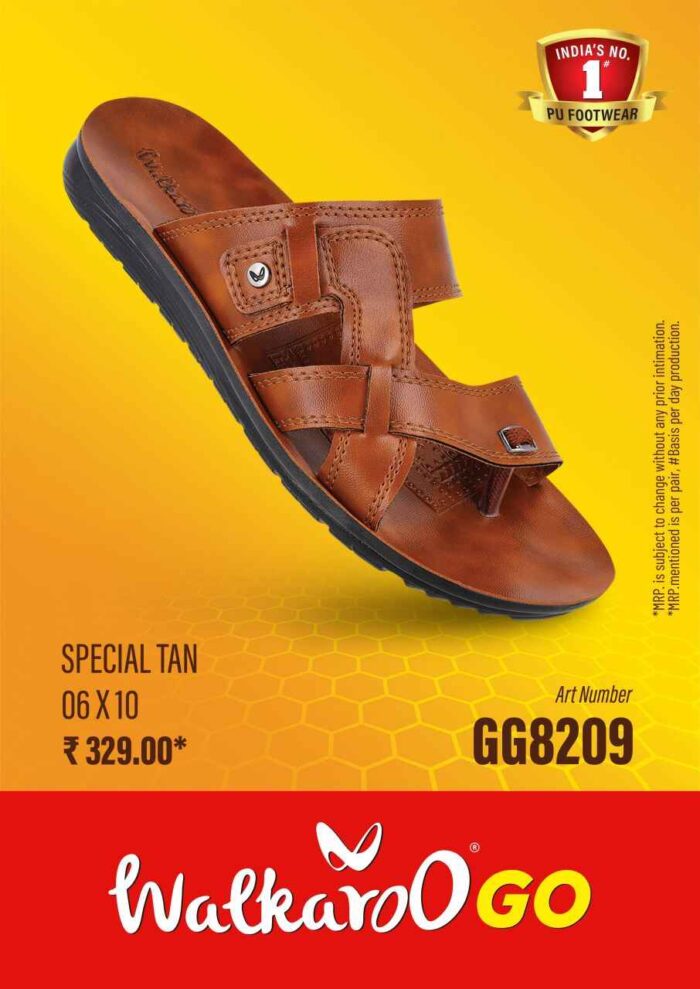 INDIA'S NO.
1#
PU FOOTWEAR
Walkaroo
*MRP. is subject to change without any prior intimation.
*MRP.mentioned is per pair, #Basis per day production.
SPECIAL TAN
06 X 10
₹ 329.00*
Art Number
GG8209
WalkaroO® GO